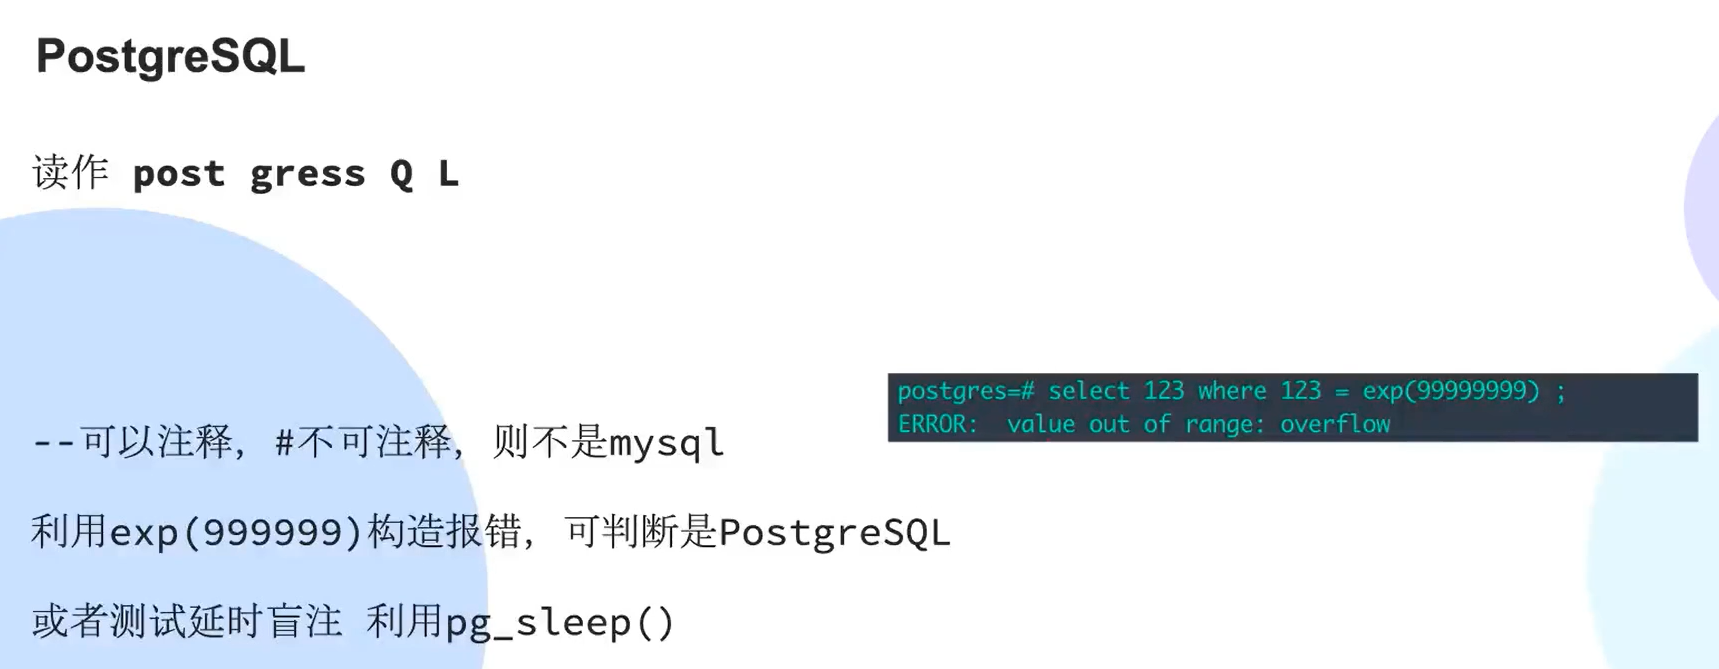 PostgreSQL
读作 post gress Q L
postgres=# select 123 where 123 = exp(99999999) ;
ERROR:  value out of range: overflow
--可以注释, #不可注释, 则不是mysql
利用exp(999999)构造报错, 可判断是PostgreSQL
或者测试延时盲注 利用pg_sleep()